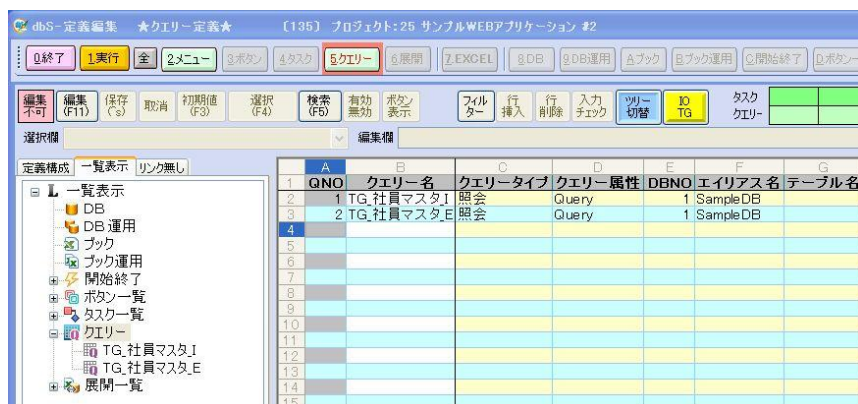 dbS-定義編集　★クエリー定義★　〔135〕 プロジェクト:25 サンプルWEBアプリケーション #2
0.終了 1.実行 全 2.メニュー 3.ボタン 4.タスク 5.クエリー 6.展開 7.EXCEL 8.DB 9.DB運用 A.ブック B.ブック運用 C.開始終了 D.ボタン一
編集不可 編集(F11) 保存(^s) 取消 初期値(F3) 選択(F4) 検索(F5) 有効無効 ボタン表示 フィルター 行挿入 行削除 入力チェック ツリー切替 IO TG タスク クエリー
選択欄 編集欄
定義構成 一覧表示 リンク無し
A B C D E F G
1 QNO クエリー名 クエリータイプ クエリー属性 DBNO エイリアス名 テーブル名
2 1 TG_社員マスタ_I 照会 Query 1 SampleDB
3 2 TG_社員マスタ_E 照会 Query 1 SampleDB
4
5
6
7
8
9
10
11
12
13
14
15
一覧表示
DB
DB運用
ブック
ブック運用
開始終了
ボタン一覧
タスク一覧
クエリー
TG_社員マスタ_I
TG_社員マスタ_E
展開一覧